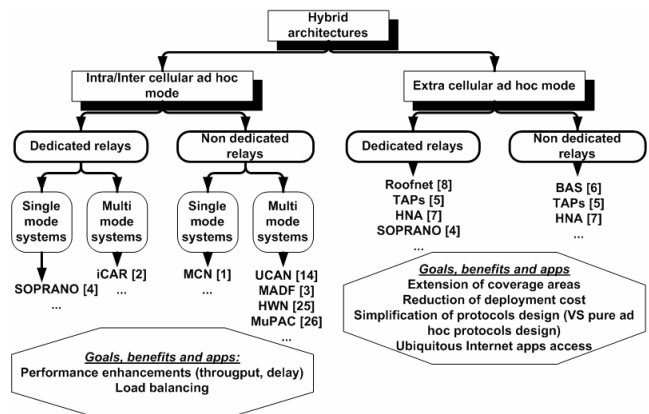 Hybrid
architectures
Intra/Inter cellular ad hoc
mode
Extra cellular ad hoc mode
Dedicated relays
Non dedicated
relays
Dedicated relays
Non dedicated
relays
Single
mode
systems
Multi
mode
systems
Single
mode
systems
Multi
mode
systems
SOPRANO [4]
...
iCAR [2]
...
MCN [1]
...
UCAN [14]
MADF [3]
HWN [25]
MuPAC [26]
...
Roofnet [8]
TAPs [5]
HNA [7]
SOPRANO [4]
...
BAS [6]
TAPs [5]
HNA [7]
...
Goals, benefits and apps:
Performance enhancements (througput, delay)
Load balancing
Goals, benefits and apps
Extension of coverage areas
Reduction of deployment cost
Simplification of protocols design (VS pure ad
hoc protocols design)
Ubiquitous Internet apps access